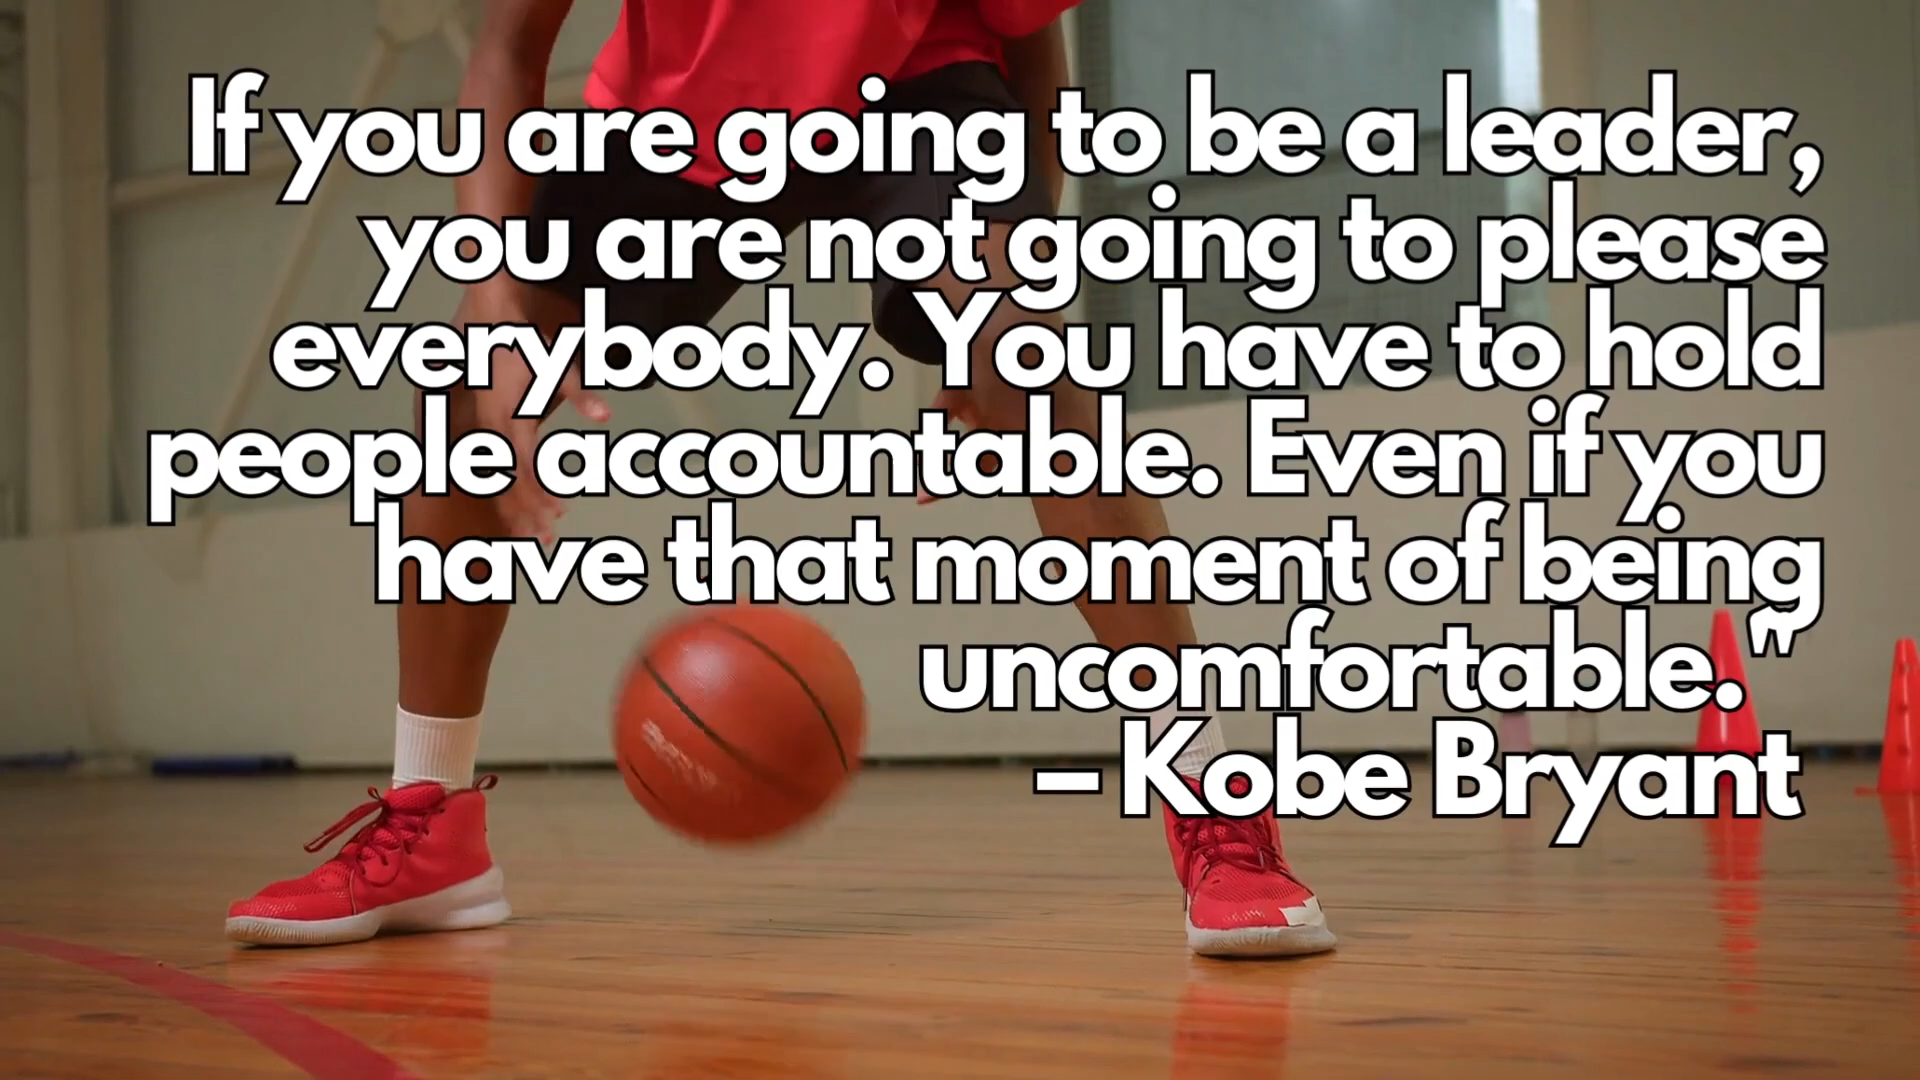 If you are going to be a leader,
you are not going to please
everybody. You have to hold
people accountable. Even if you
have that moment of being
uncomfortable."
– Kobe Bryant